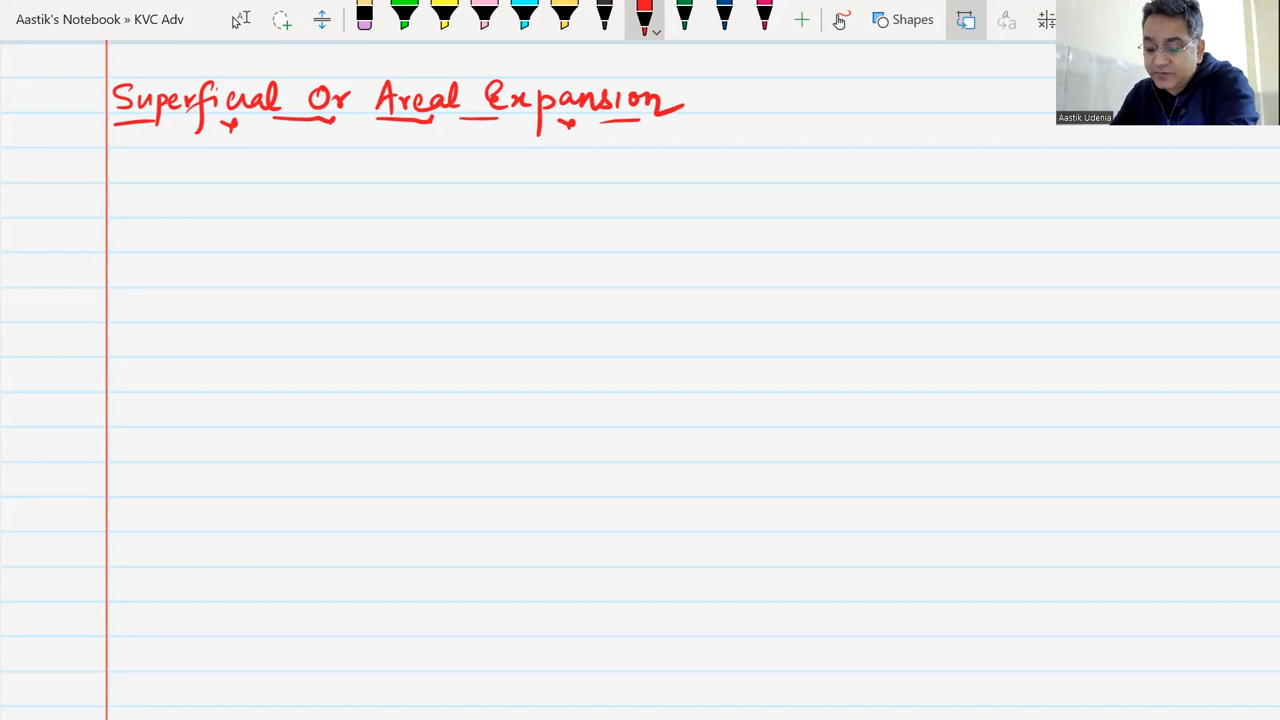 Aastik's Notebook » KVC Adv
Shapes
Superficial Or Areal Expansion
Aastik Udenia